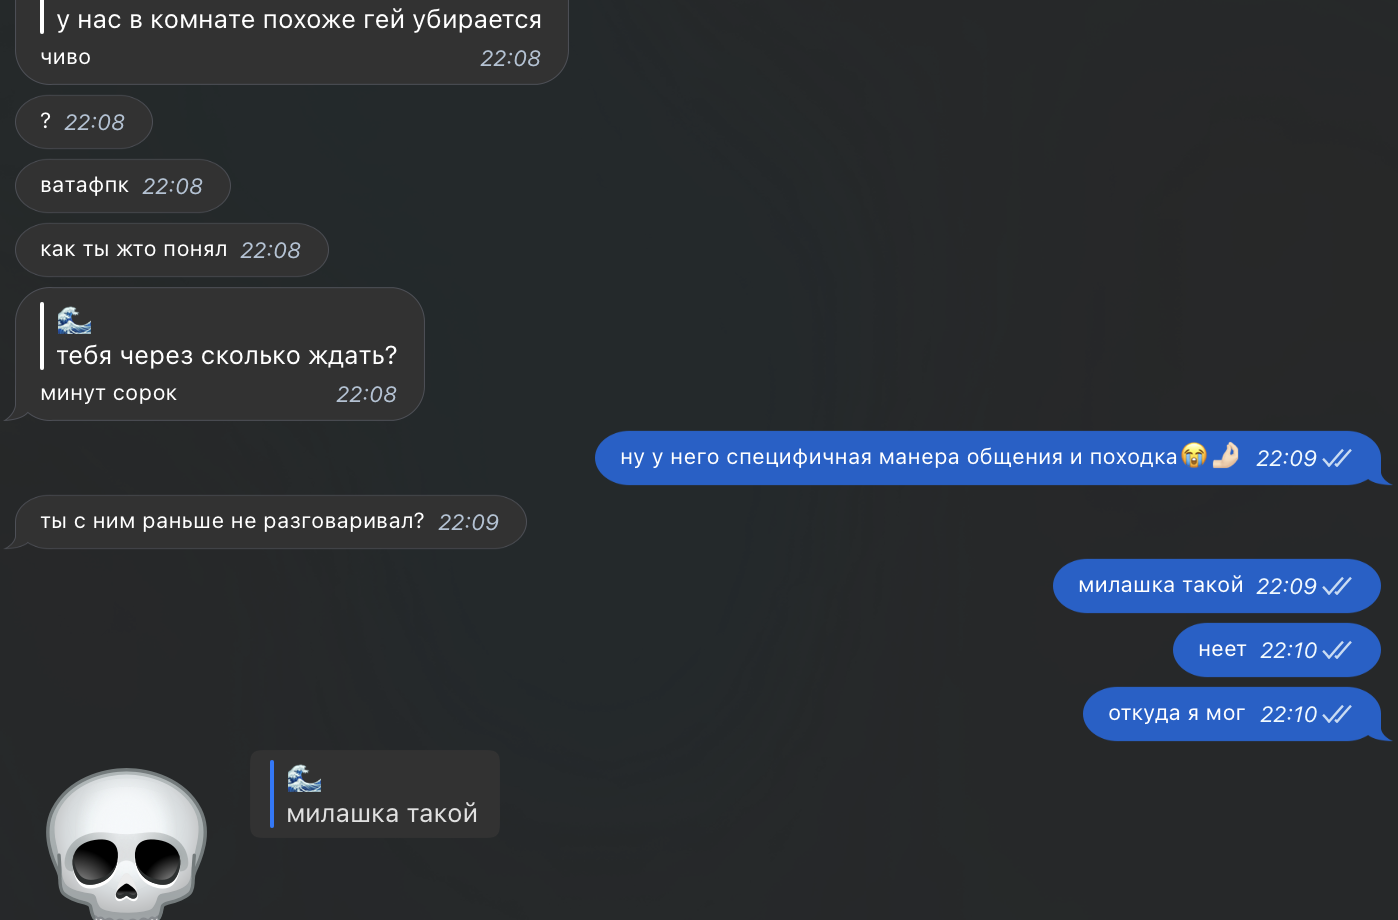 у нас в комнате похоже гей убирается
чиво 22:08
? 22:08
ватафпк 22:08
как ты жто понял 22:08
🌊
тебя через сколько ждать?
минут сорок 22:08
ну у него специфичная манера общения и походка😭🤌🏻 22:09
ты с ним раньше не разговаривал? 22:09
милашка такой 22:09
неет 22:10
откуда я мог 22:10
🌊
милашка такой